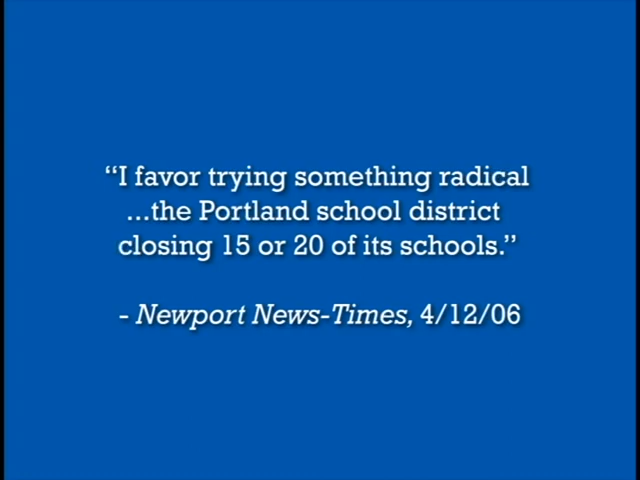 “I favor trying something radical
...the Portland school district
closing 15 or 20 of its schools.”
- Newport News-Times, 4/12/06